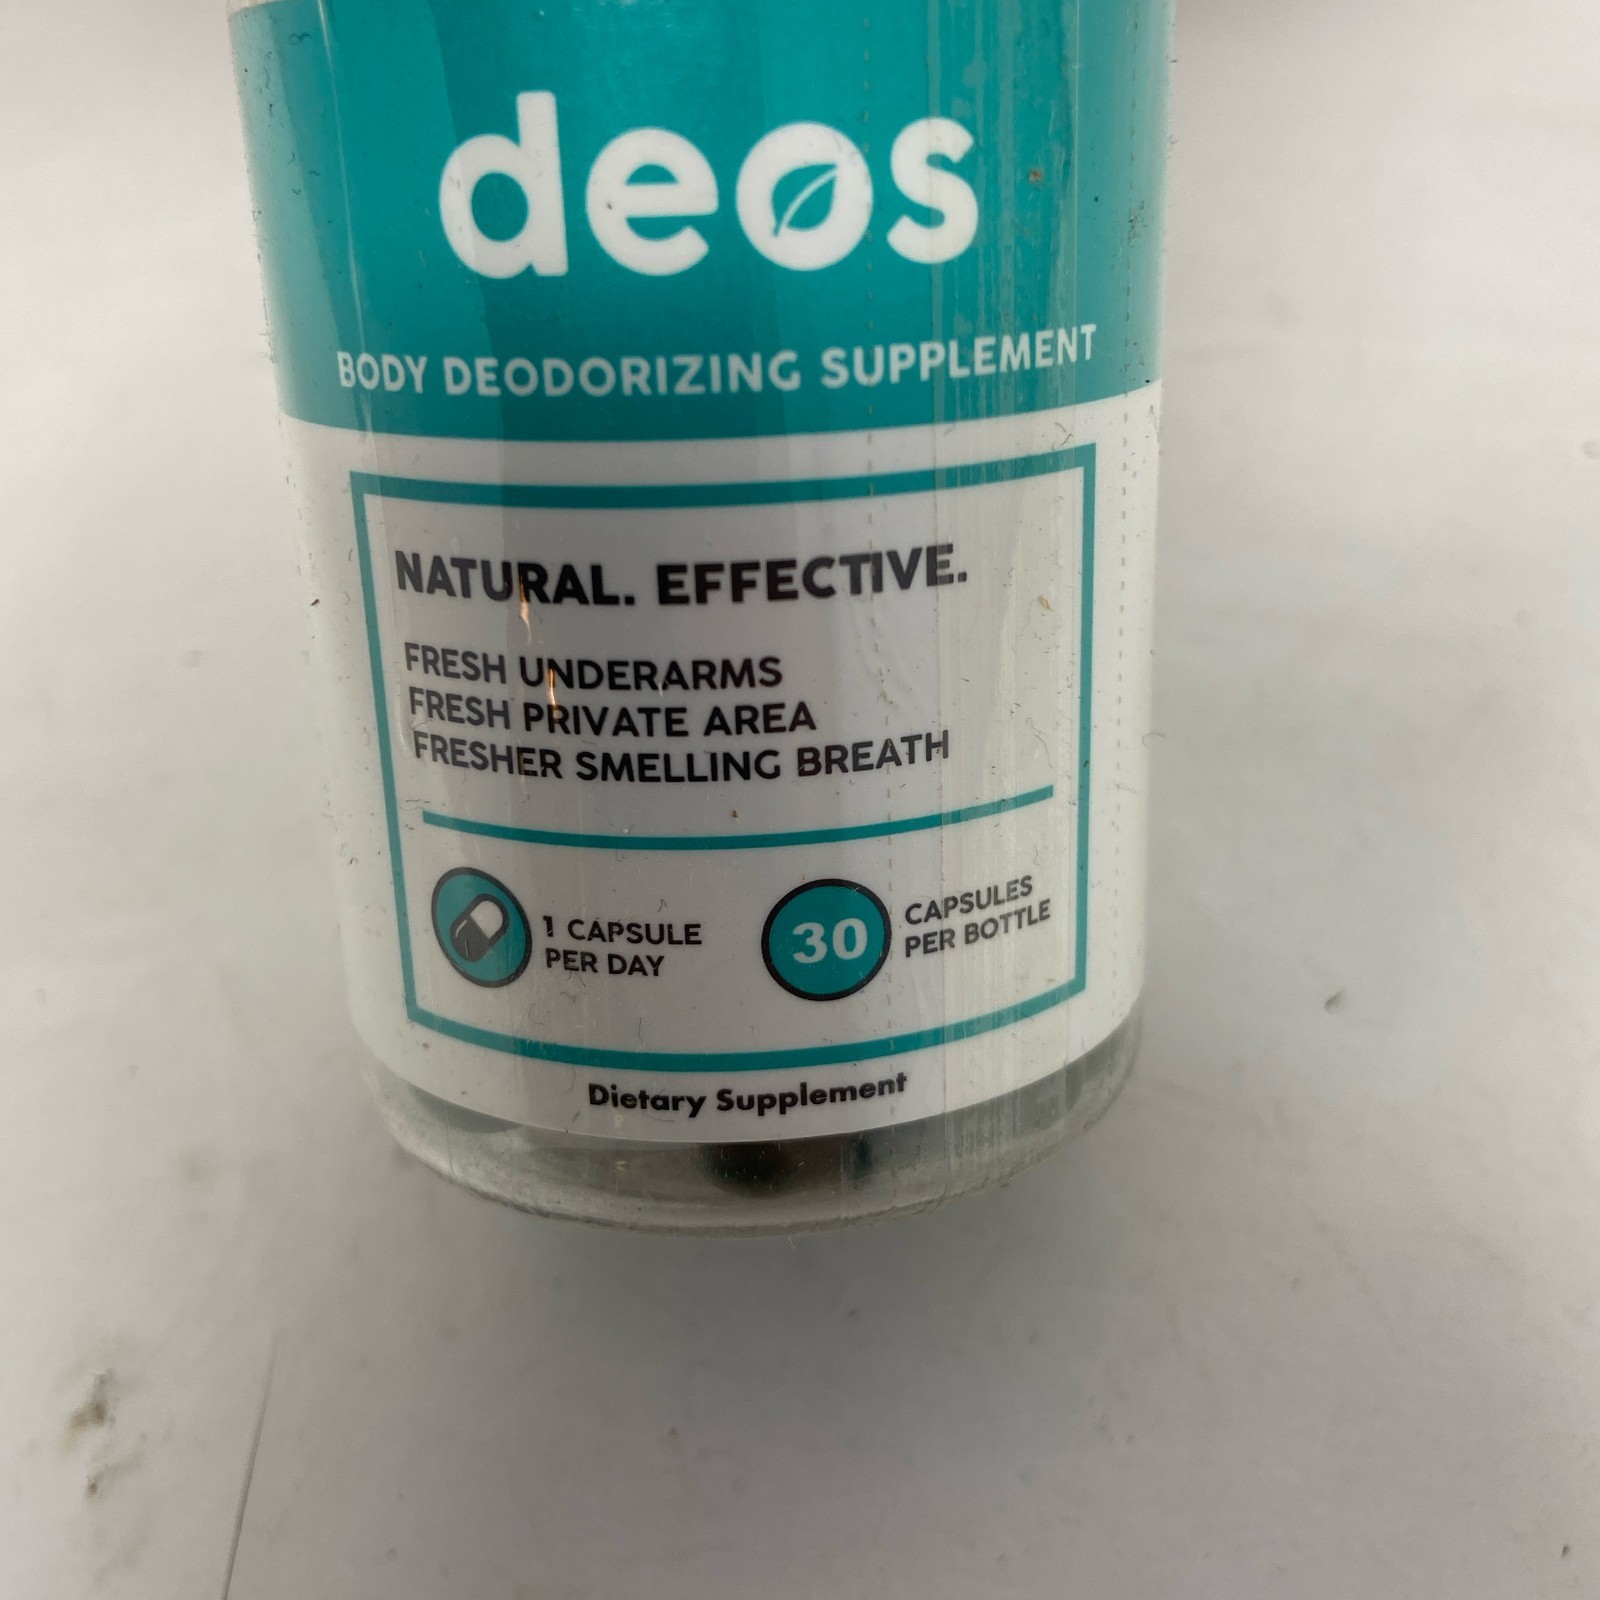 deos
BODY DEODORIZING SUPPLEMENT
NATURAL. EFFECTIVE.
FRESH UNDERARMS
FRESH PRIVATE AREA
FRESHER SMELLING BREATH
1 CAPSULE
PER DAY
30
CAPSULES
PER BOTTLE
Dietary Supplement